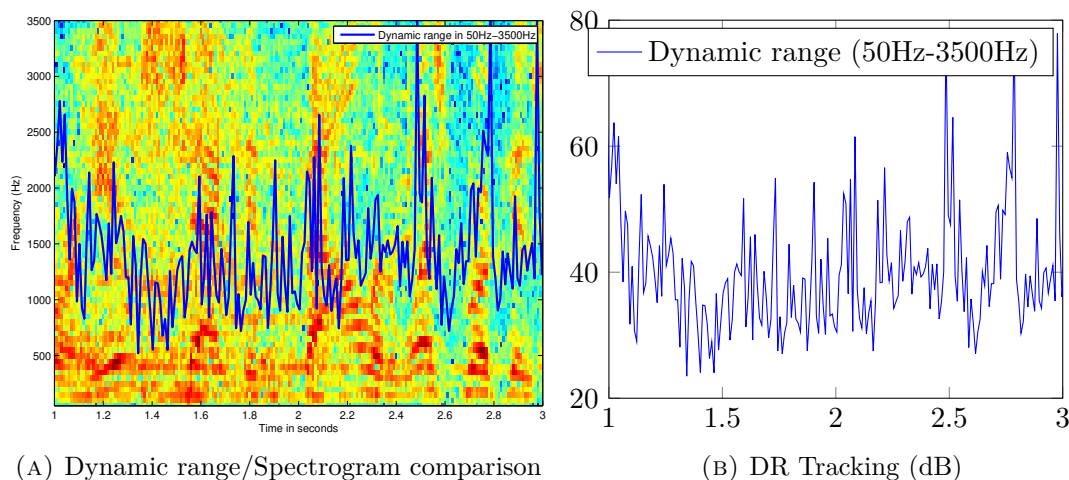 3500
3000
2500
2000
1500
1000
500
Frequency (Hz)
Dynamic range in 50Hz−3500Hz
1 1.2 1.4 1.6 1.8 2 2.2 2.4 2.6 2.8 3
Time in seconds
(A) Dynamic range/Spectrogram comparison
80
60
40
20
Dynamic range (50Hz-3500Hz)
1 1.5 2 2.5 3
(B) DR Tracking (dB)